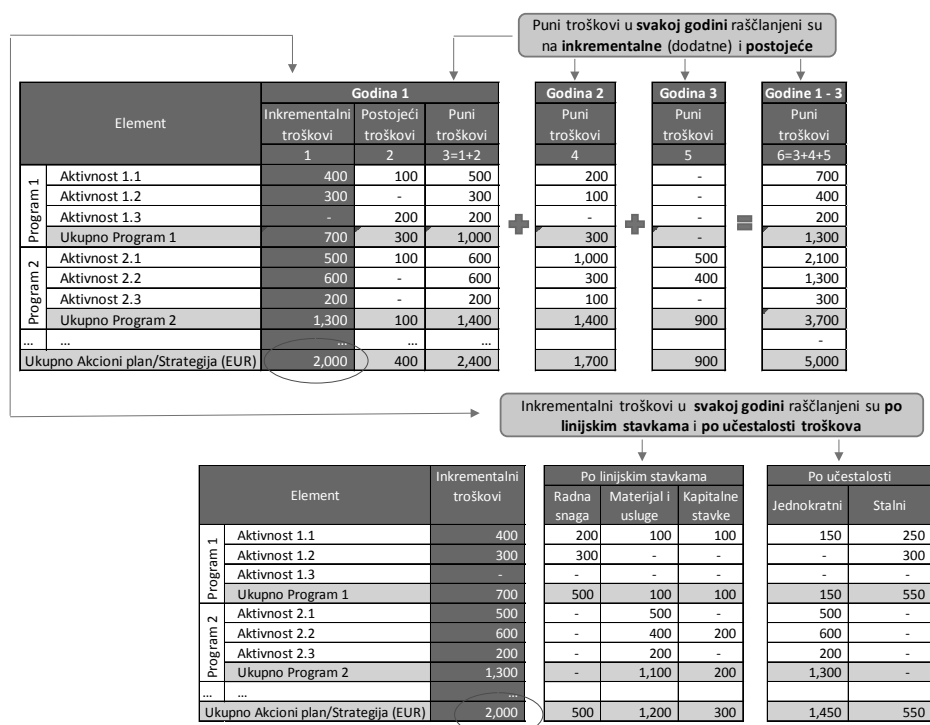 Puni troškovi u svakoj godini raščlanjeni su
na inkrementalne (dodatne) i postojeće
Element Godina 1 Godina 2 Godina 3 Godine 1 - 3
Inkrementalni troškovi Postojeći troškovi Puni troškovi Puni troškovi Puni troškovi Puni troškovi
1 2 3=1+2 4 5 6=3+4+5
Program 1
Aktivnost 1.1 400 100 500 200 - 700
Aktivnost 1.2 300 - 300 100 - 400
Aktivnost 1.3 - 200 200 - - 200
Ukupno Program 1 700 300 1,000 300 - 1,300
Program 2
Aktivnost 2.1 500 100 600 1,000 500 2,100
Aktivnost 2.2 600 - 600 300 400 1,300
Aktivnost 2.3 200 - 200 100 - 300
Ukupno Program 2 1,300 100 1,400 1,400 900 3,700
... ... ... ... ... -
Ukupno Akcioni plan/Strategija (EUR) 2,000 400 2,400 1,700 900 5,000
Inkrementalni troškovi u svakoj godini raščlanjeni su po
linijskim stavkama i po učestalosti troškova
Element Inkrementalni troškovi Po linijskim stavkama Po učestalosti
Radna snaga Materijal i usluge Kapitalne stavke Jednokratni Stalni
Program 1
Aktivnost 1.1 400 200 100 100 150 250
Aktivnost 1.2 300 300 - - - 300
Aktivnost 1.3 - - - - - -
Ukupno Program 1 700 500 100 100 150 550
Program 2
Aktivnost 2.1 500 - 500 - 500 -
Aktivnost 2.2 600 - 400 200 600 -
Aktivnost 2.3 200 - 200 - 200 -
Ukupno Program 2 1,300 - 1,100 200 1,300 -
... ... ...
Ukupno Akcioni plan/Strategija (EUR) 2,000 500 1,200 300 1,450 550